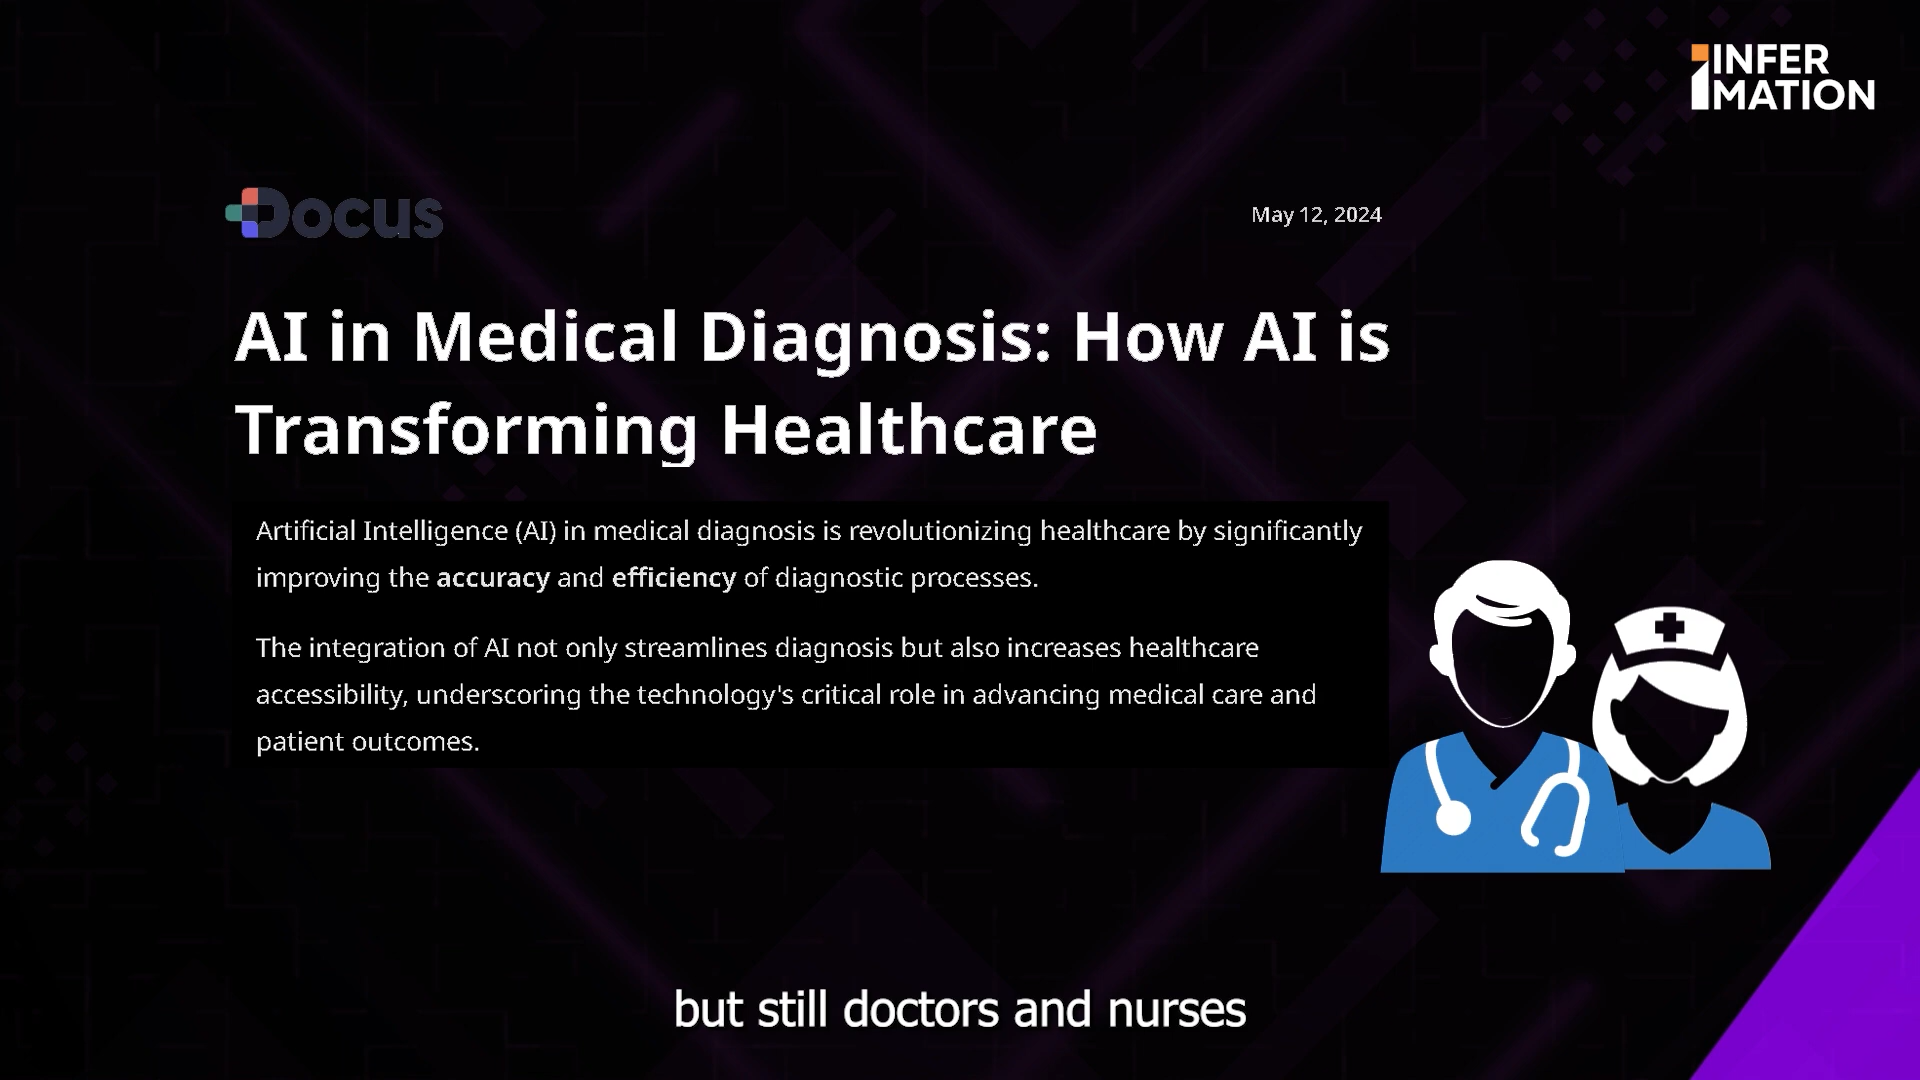 INFER
MATION
Docus
May 12, 2024
AI in Medical Diagnosis: How AI is
Transforming Healthcare
Artificial Intelligence (AI) in medical diagnosis is revolutionizing healthcare by significantly
improving the accuracy and efficiency of diagnostic processes.
The integration of AI not only streamlines diagnosis but also increases healthcare
accessibility, underscoring the technology's critical role in advancing medical care and
patient outcomes.
but still doctors and nurses